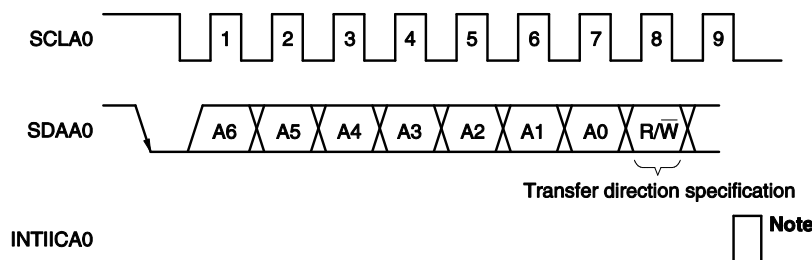 SCLA0 1 2 3 4 5 6 7 8 9
SDAA0 A6 A5 A4 A3 A2 A1 A0 R/W̅
Transfer direction specification
Note
INTIICA0